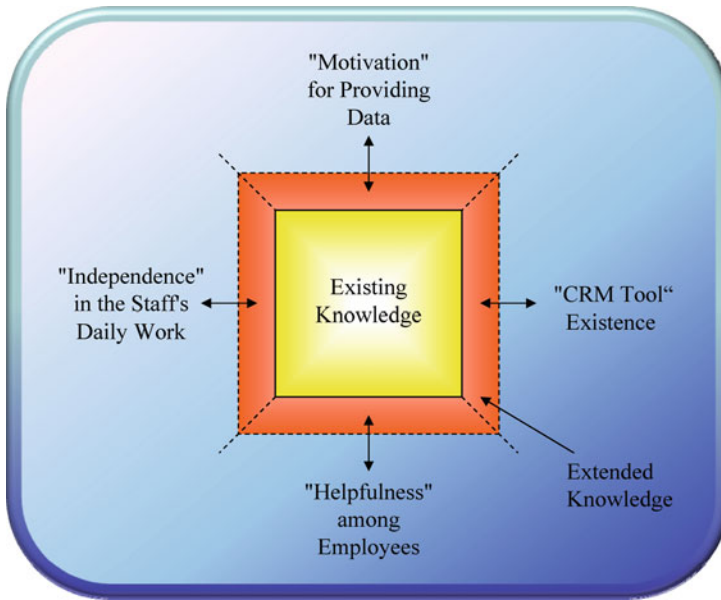 "Motivation"
for Providing
Data
"Independence"
in the Staff's
Daily Work
Existing
Knowledge
"CRM Tool“
Existence
Extended
Knowledge
"Helpfulness"
among
Employees